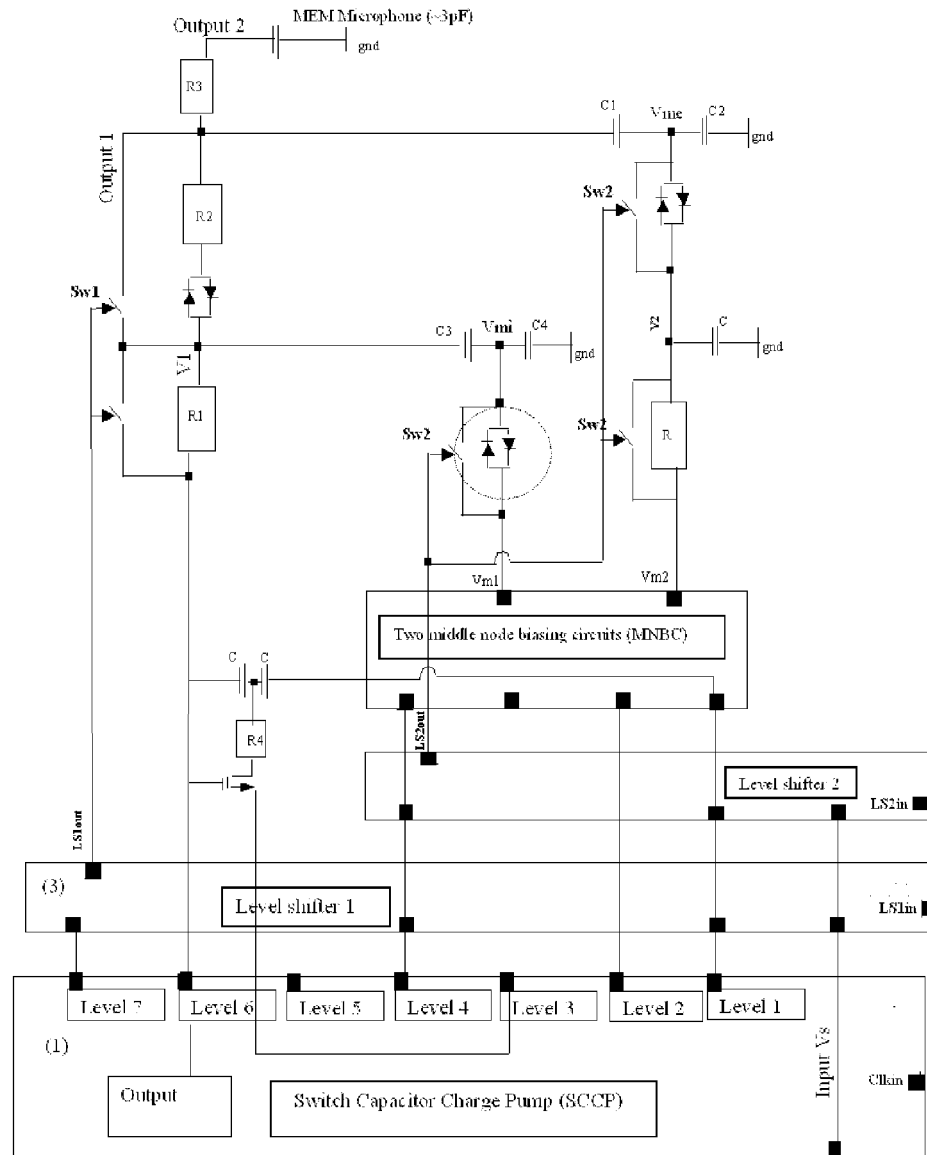 MEM Microphone (~3pF)
Output 2
gnd
R3
C1
Vme
C2
gnd
Output 1
R2
Sw2
Sw1
V2
C3
Vmi
C4
C
gnd
gnd
V1
R1
Sw2
Sw2
R
Vm1
Vm2
Two middle node biasing circuits (MNBC)
C
C
R4
LS2out
Level shifter 2
LS2in
LS1out
(3)
Level shifter 1
LS1in
Level 7
Level 6
Level 5
Level 4
Level 3
Level 2
Level 1
(1)
Input Vs
Clkin
Output
Switch Capacitor Charge Pump (SCCP)